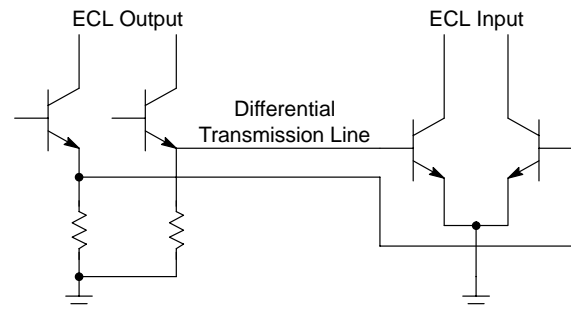 ECL Output
ECL Input
Differential
Transmission Line